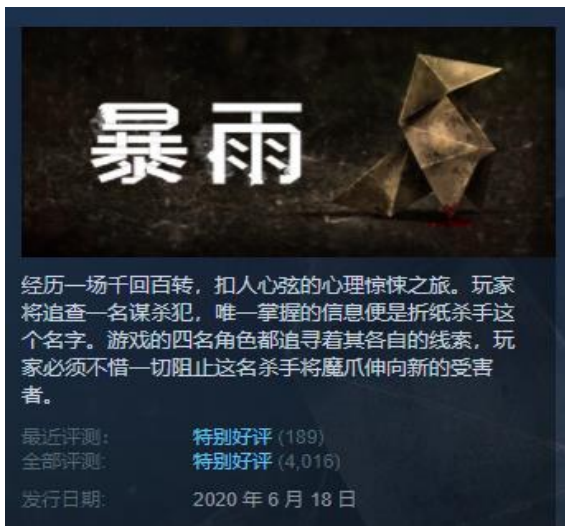 暴雨
经历一场千回百转，扣人心弦的心理惊悚之旅。玩家
将追查一名谋杀犯，唯一掌握的信息便是折纸杀手这
个名字。游戏的四名角色都追寻着其各自的线索，玩
家必须不惜一切阻止这名杀手将魔爪伸向新的受害
者。
最近评测： 特别好评 (189)
全部评测: 特别好评 (4,016)
发行日期: 2020 年 6 月 18 日